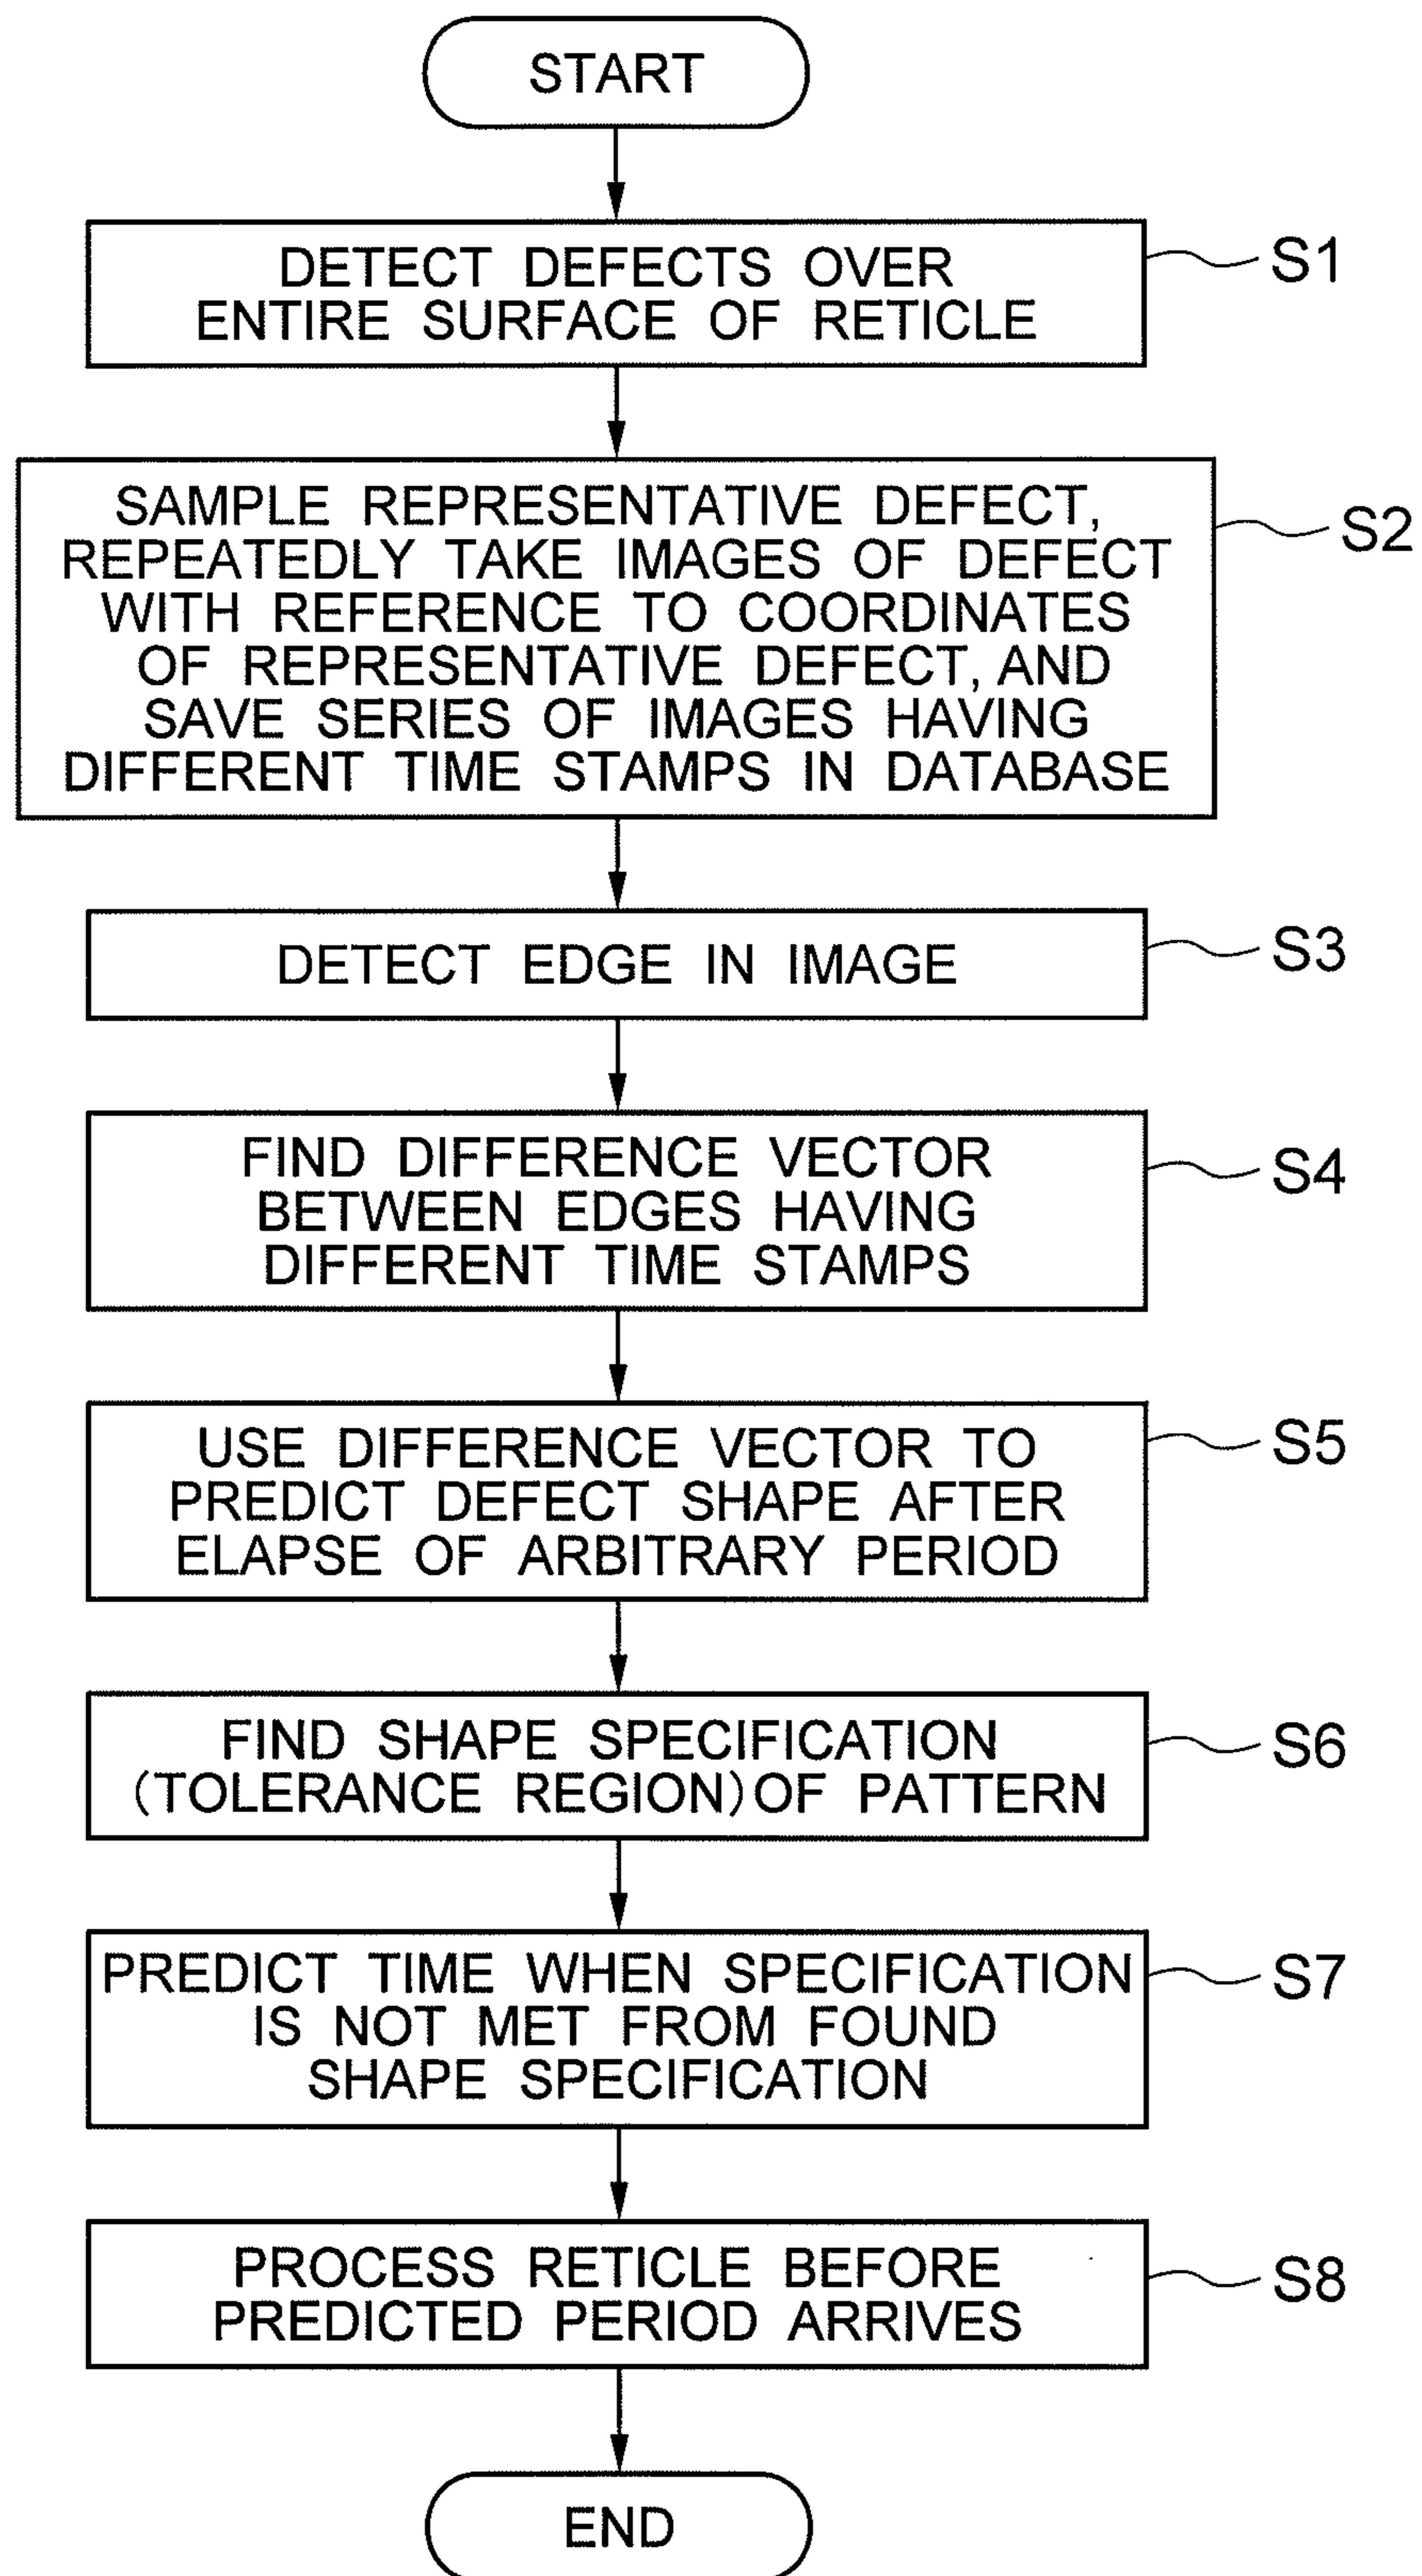 START
DETECT DEFECTS OVER
ENTIRE SURFACE OF RETICLE
S1
SAMPLE REPRESENTATIVE DEFECT,
REPEATEDLY TAKE IMAGES OF DEFECT
WITH REFERENCE TO COORDINATES
OF REPRESENTATIVE DEFECT, AND
SAVE SERIES OF IMAGES HAVING
DIFFERENT TIME STAMPS IN DATABASE
S2
DETECT EDGE IN IMAGE
S3
FIND DIFFERENCE VECTOR
BETWEEN EDGES HAVING
DIFFERENT TIME STAMPS
S4
USE DIFFERENCE VECTOR TO
PREDICT DEFECT SHAPE AFTER
ELAPSE OF ARBITRARY PERIOD
S5
FIND SHAPE SPECIFICATION
(TOLERANCE REGION) OF PATTERN
S6
PREDICT TIME WHEN SPECIFICATION
IS NOT MET FROM FOUND
SHAPE SPECIFICATION
S7
PROCESS RETICLE BEFORE
PREDICTED PERIOD ARRIVES
S8
END